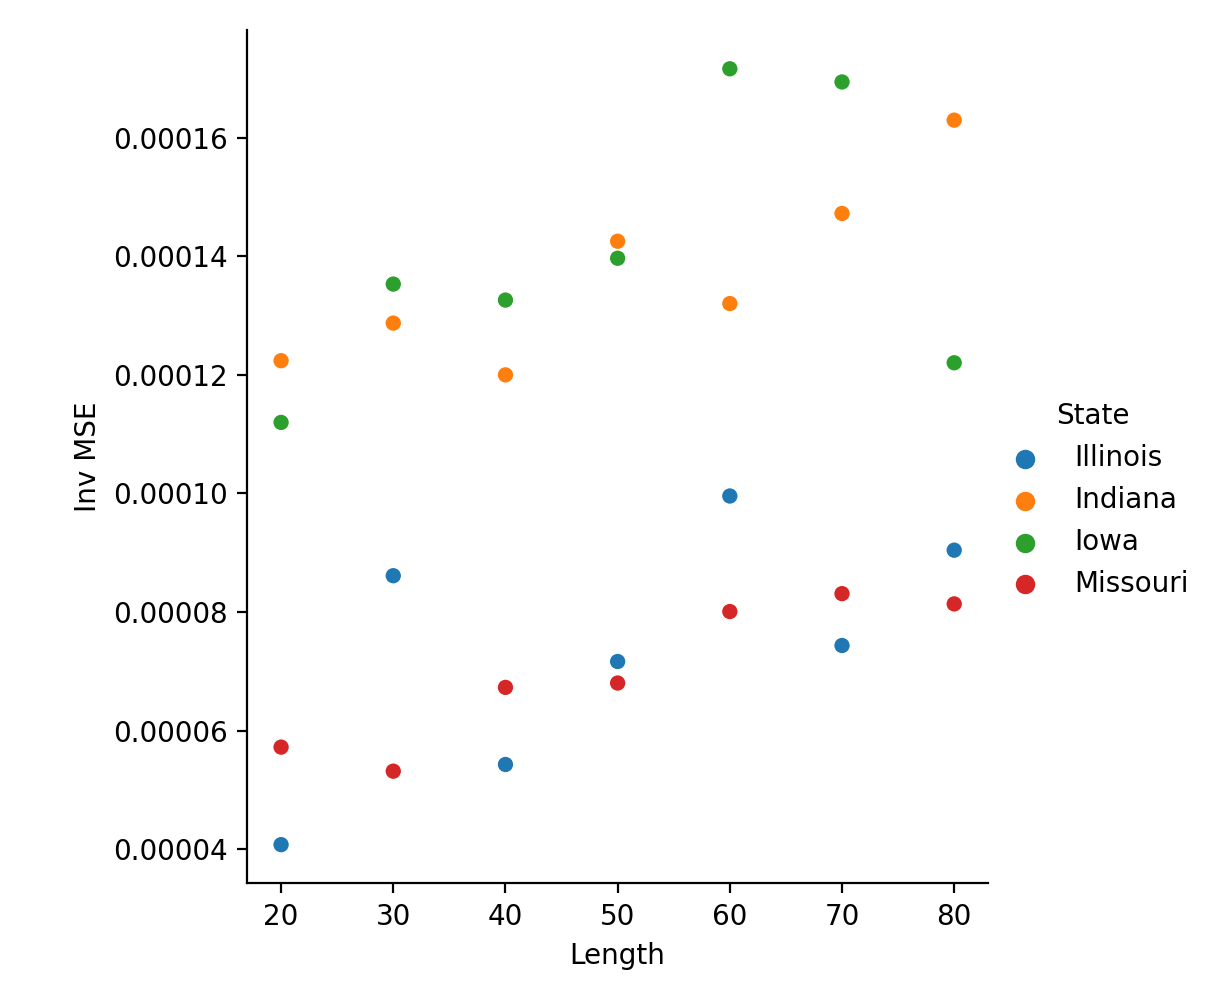 0.00016
0.00014
0.00012
0.00010
0.00008
0.00006
0.00004
Inv MSE
20 30 40 50 60 70 80
Length
State
Illinois
Indiana
Iowa
Missouri